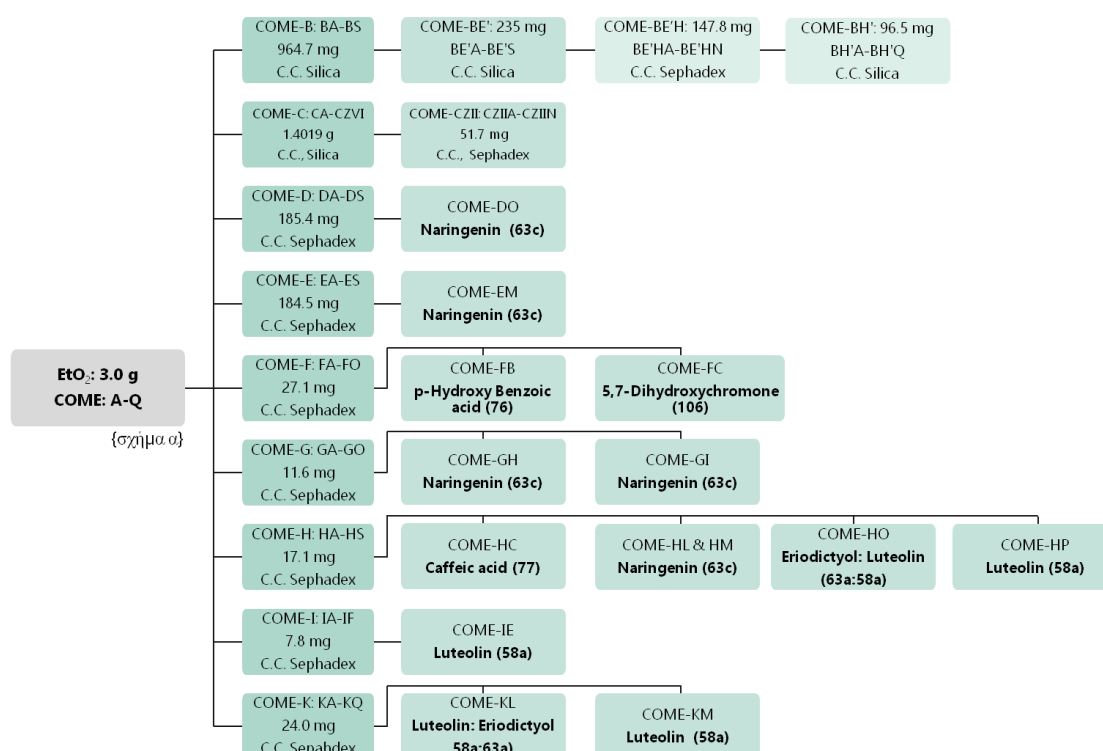 COME-B: BA-BS
964.7 mg
C.C. Silica
COME-BE': 235 mg
BE'A-BE'S
C.C. Silica
COME-BE'H: 147.8 mg
BE'HA-BE'HN
C.C. Sephadex
COME-BH': 96.5 mg
BH'A-BH'Q
C.C. Silica
COME-C: CA-CZVI
1.4019 g
C.C., Silica
COME-CZII: CZIIA-CZIIN
51.7 mg
C.C., Sephadex
COME-D: DA-DS
185.4 mg
C.C. Sephadex
COME-DO
Naringenin (63c)
COME-E: EA-ES
184.5 mg
C.C. Sephadex
COME-EM
Naringenin (63c)
EtO₂: 3.0 g
COME: A-Q
{σχήμα α}
COME-F: FA-FO
27.1 mg
C.C. Sephadex
COME-FB
p-Hydroxy Benzoic
acid (76)
COME-FC
5,7-Dihydroxychromone
(106)
COME-G: GA-GO
11.6 mg
C.C. Sephadex
COME-GH
Naringenin (63c)
COME-GI
Naringenin (63c)
COME-H: HA-HS
17.1 mg
C.C. Sephadex
COME-HC
Caffeic acid (77)
COME-HL & HM
Naringenin (63c)
COME-HO
Eriodictyol: Luteolin
(63a:58a)
COME-HP
Luteolin (58a)
COME-I: IA-IF
7.8 mg
C.C. Sephadex
COME-IE
Luteolin (58a)
COME-K: KA-KQ
24.0 mg
C.C. Sepahdex
COME-KL
Luteolin: Eriodictyol
58a:63a)
COME-KM
Luteolin (58a)